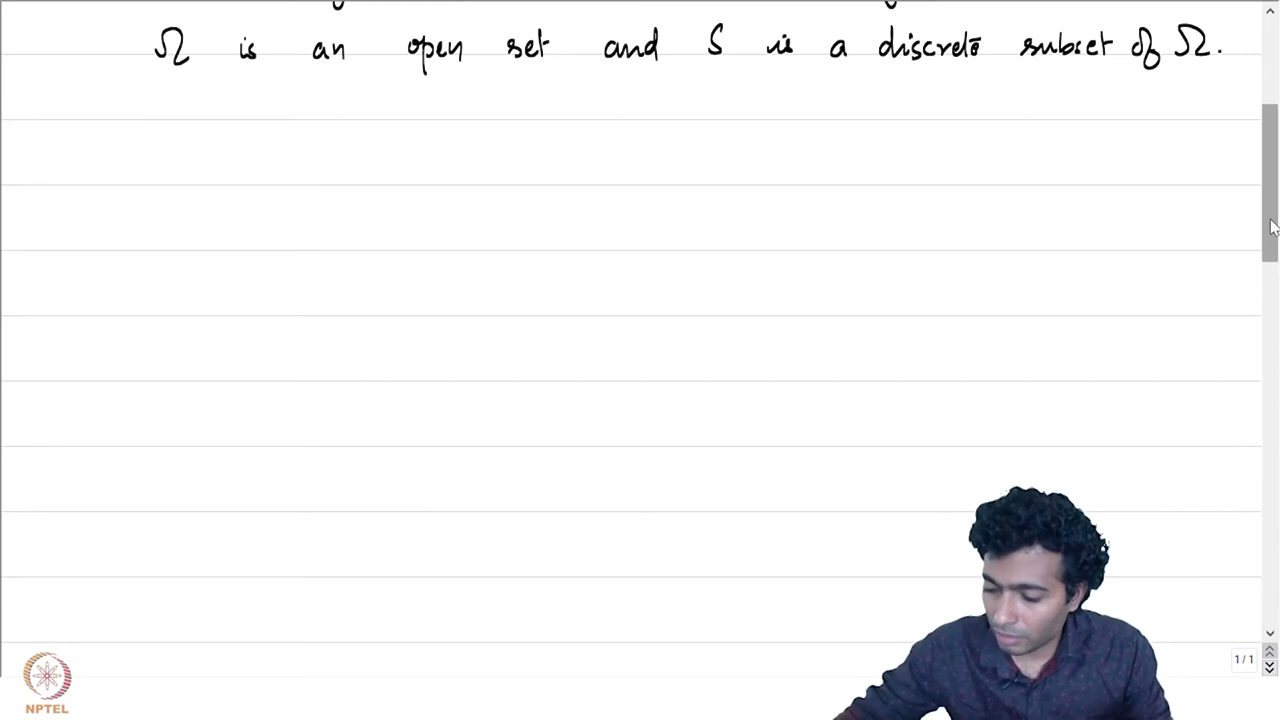 Ω is an open set and S is a discrete subset of Ω.
1 / 1
NPTEL